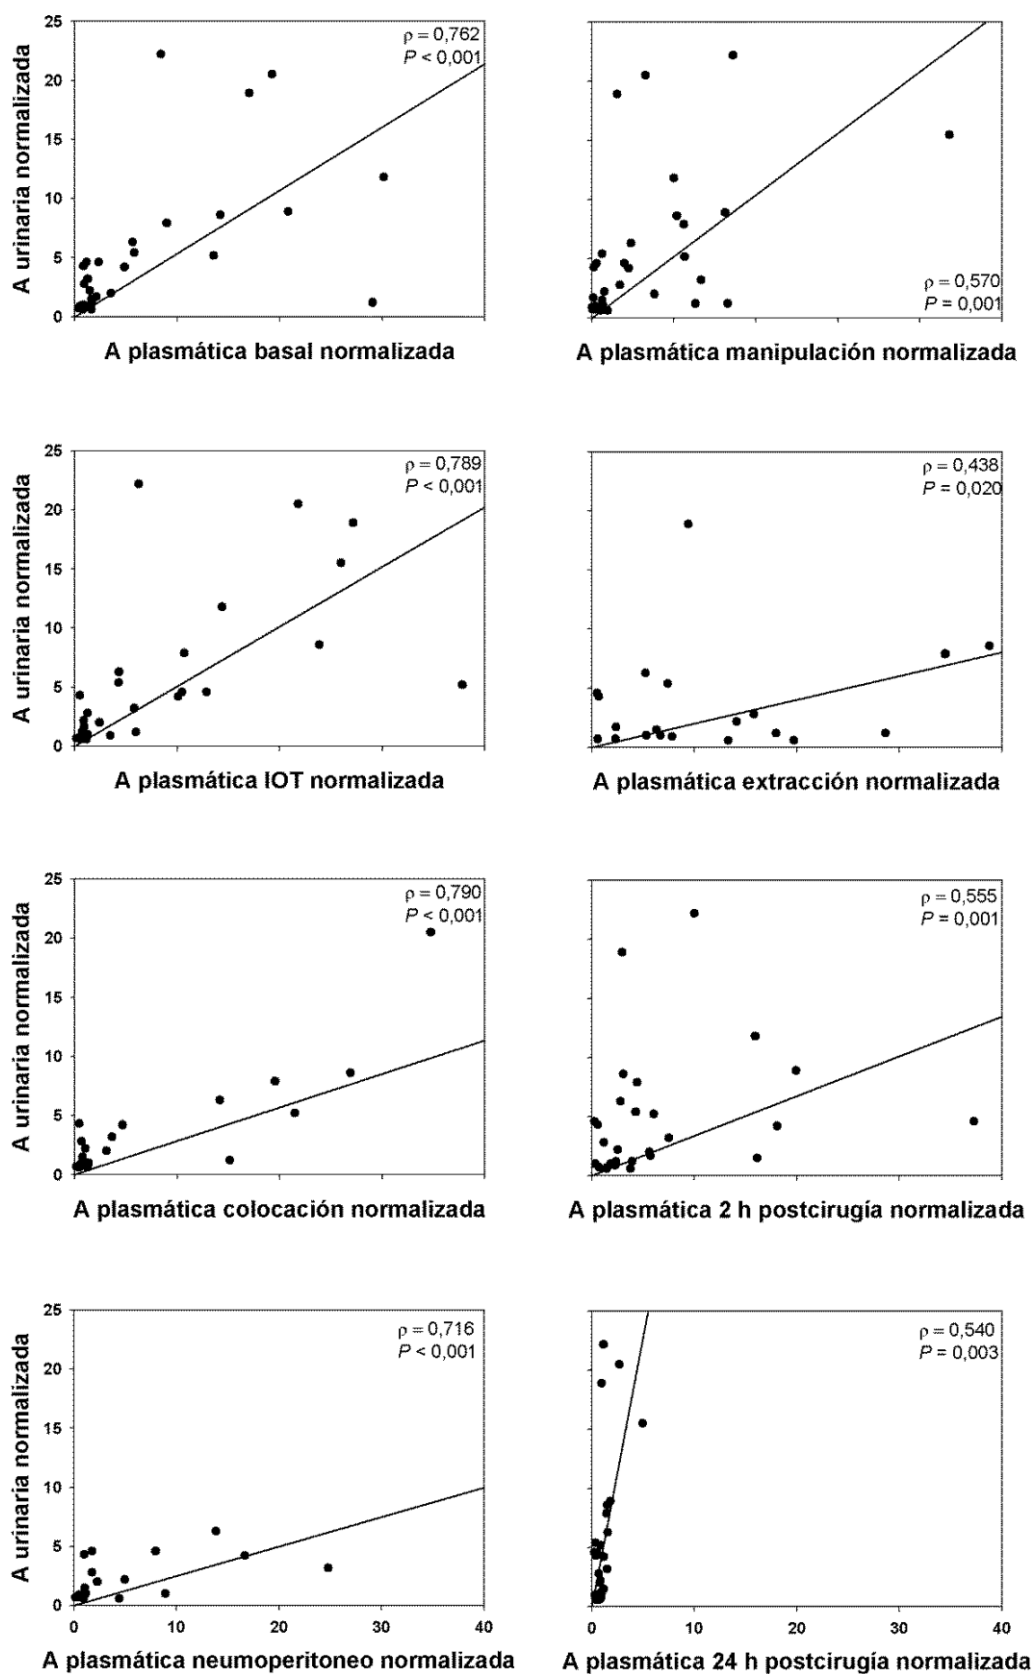 25
20
15
10
5
0
A urinaria normalizada
ρ = 0,762
P < 0,001
A plasmática basal normalizada
ρ = 0,570
P = 0,001
A plasmática manipulación normalizada
25
20
15
10
5
0
A urinaria normalizada
ρ = 0,789
P < 0,001
A plasmática IOT normalizada
ρ = 0,438
P = 0,020
A plasmática extracción normalizada
25
20
15
10
5
0
A urinaria normalizada
ρ = 0,790
P < 0,001
A plasmática colocación normalizada
ρ = 0,555
P = 0,001
A plasmática 2 h postcirugía normalizada
25
20
15
10
5
0
A urinaria normalizada
ρ = 0,716
P < 0,001
0 10 20 30 40
A plasmática neumoperitoneo normalizada
ρ = 0,540
P = 0,003
0 10 20 30 40
A plasmática 24 h postcirugía normalizada